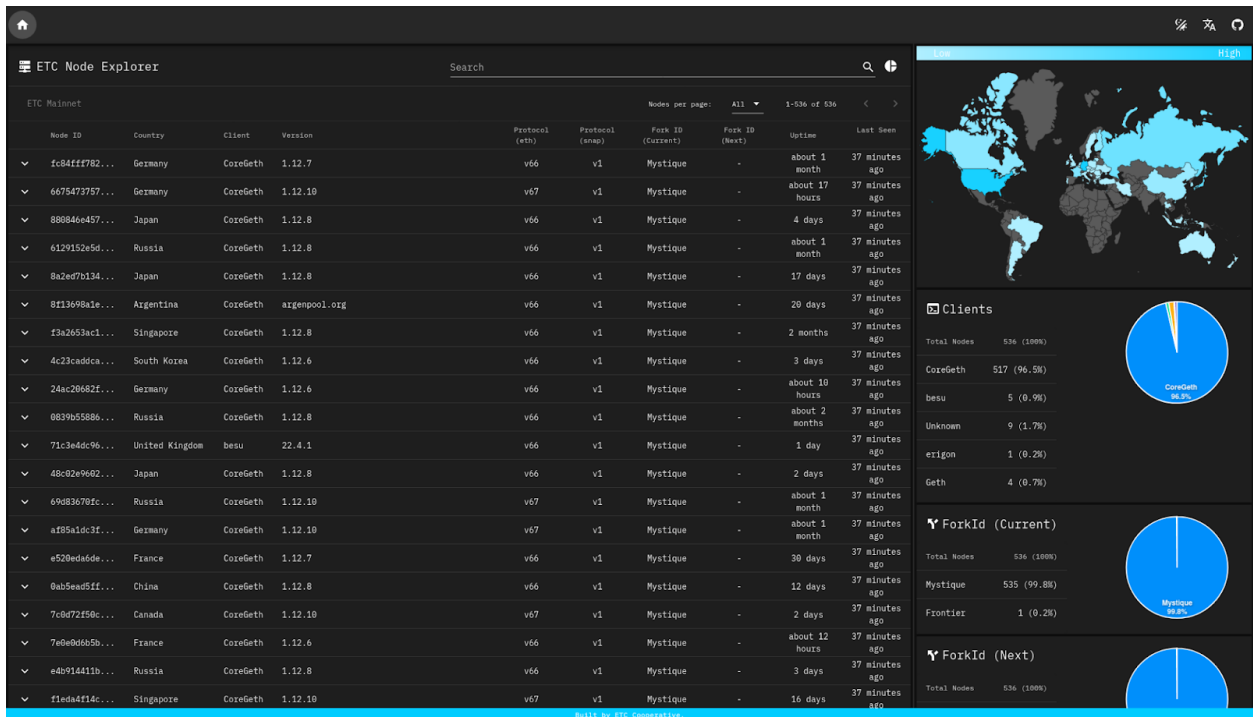 ETC Node Explorer
Search
ETC Mainnet
Nodes per page: All 1-536 of 536
Node ID Country Client Version Protocol (eth) Protocol (snap) Fork ID (Current) Fork ID (Next) Uptime Last Seen
fc84fff782... Germany CoreGeth 1.12.7 v66 v1 Mystique - about 1 month 37 minutes ago
6675473757... Germany CoreGeth 1.12.10 v67 v1 Mystique - about 17 hours 37 minutes ago
880846e457... Japan CoreGeth 1.12.8 v66 v1 Mystique - 4 days 37 minutes ago
6129152e5d... Russia CoreGeth 1.12.8 v66 v1 Mystique - about 1 month 37 minutes ago
8a2ed7b134... Japan CoreGeth 1.12.8 v66 v1 Mystique - 17 days 37 minutes ago
8f13698a1e... Argentina CoreGeth argenpool.org v66 v1 Mystique - 20 days 37 minutes ago
f3a2653ac1... Singapore CoreGeth 1.12.8 v66 v1 Mystique - 2 months 37 minutes ago
4c23caddca... South Korea CoreGeth 1.12.6 v66 v1 Mystique - 3 days 37 minutes ago
24ac20682f... Germany CoreGeth 1.12.6 v66 v1 Mystique - about 10 hours 37 minutes ago
0839b55886... Russia CoreGeth 1.12.8 v66 v1 Mystique - about 2 months 37 minutes ago
71c3e4dc96... United Kingdom besu 22.4.1 v66 v1 Mystique - 1 day 37 minutes ago
48c02e9602... Japan CoreGeth 1.12.8 v66 v1 Mystique - 2 days 37 minutes ago
69d83670fc... Russia CoreGeth 1.12.10 v67 v1 Mystique - about 1 month 37 minutes ago
af85a1dc3f... Germany CoreGeth 1.12.10 v67 v1 Mystique - about 1 month 37 minutes ago
e520eda6de... France CoreGeth 1.12.7 v66 v1 Mystique - 30 days 37 minutes ago
0ab5ead5ff... China CoreGeth 1.12.8 v66 v1 Mystique - 12 days 37 minutes ago
7c0d72f50c... Canada CoreGeth 1.12.10 v67 v1 Mystique - 2 days 37 minutes ago
7e0e0d6b5b... France CoreGeth 1.12.6 v66 v1 Mystique - about 12 hours 37 minutes ago
e4b914411b... Russia CoreGeth 1.12.8 v66 v1 Mystique - 3 days 37 minutes ago
f1eda4f14c... Singapore CoreGeth 1.12.10 v67 v1 Mystique - 16 days 37 minutes ago
Low High
Clients
Total Nodes 536 (100%)
CoreGeth 517 (96.5%)
besu 5 (0.9%)
Unknown 9 (1.7%)
erigon 1 (0.2%)
Geth 4 (0.7%)
CoreGeth
96.5%
ForkId (Current)
Total Nodes 536 (100%)
Mystique 535 (99.8%)
Frontier 1 (0.2%)
Mystique
99.8%
ForkId (Next)
Total Nodes 536 (100%)
Built by ETC Cooperative.